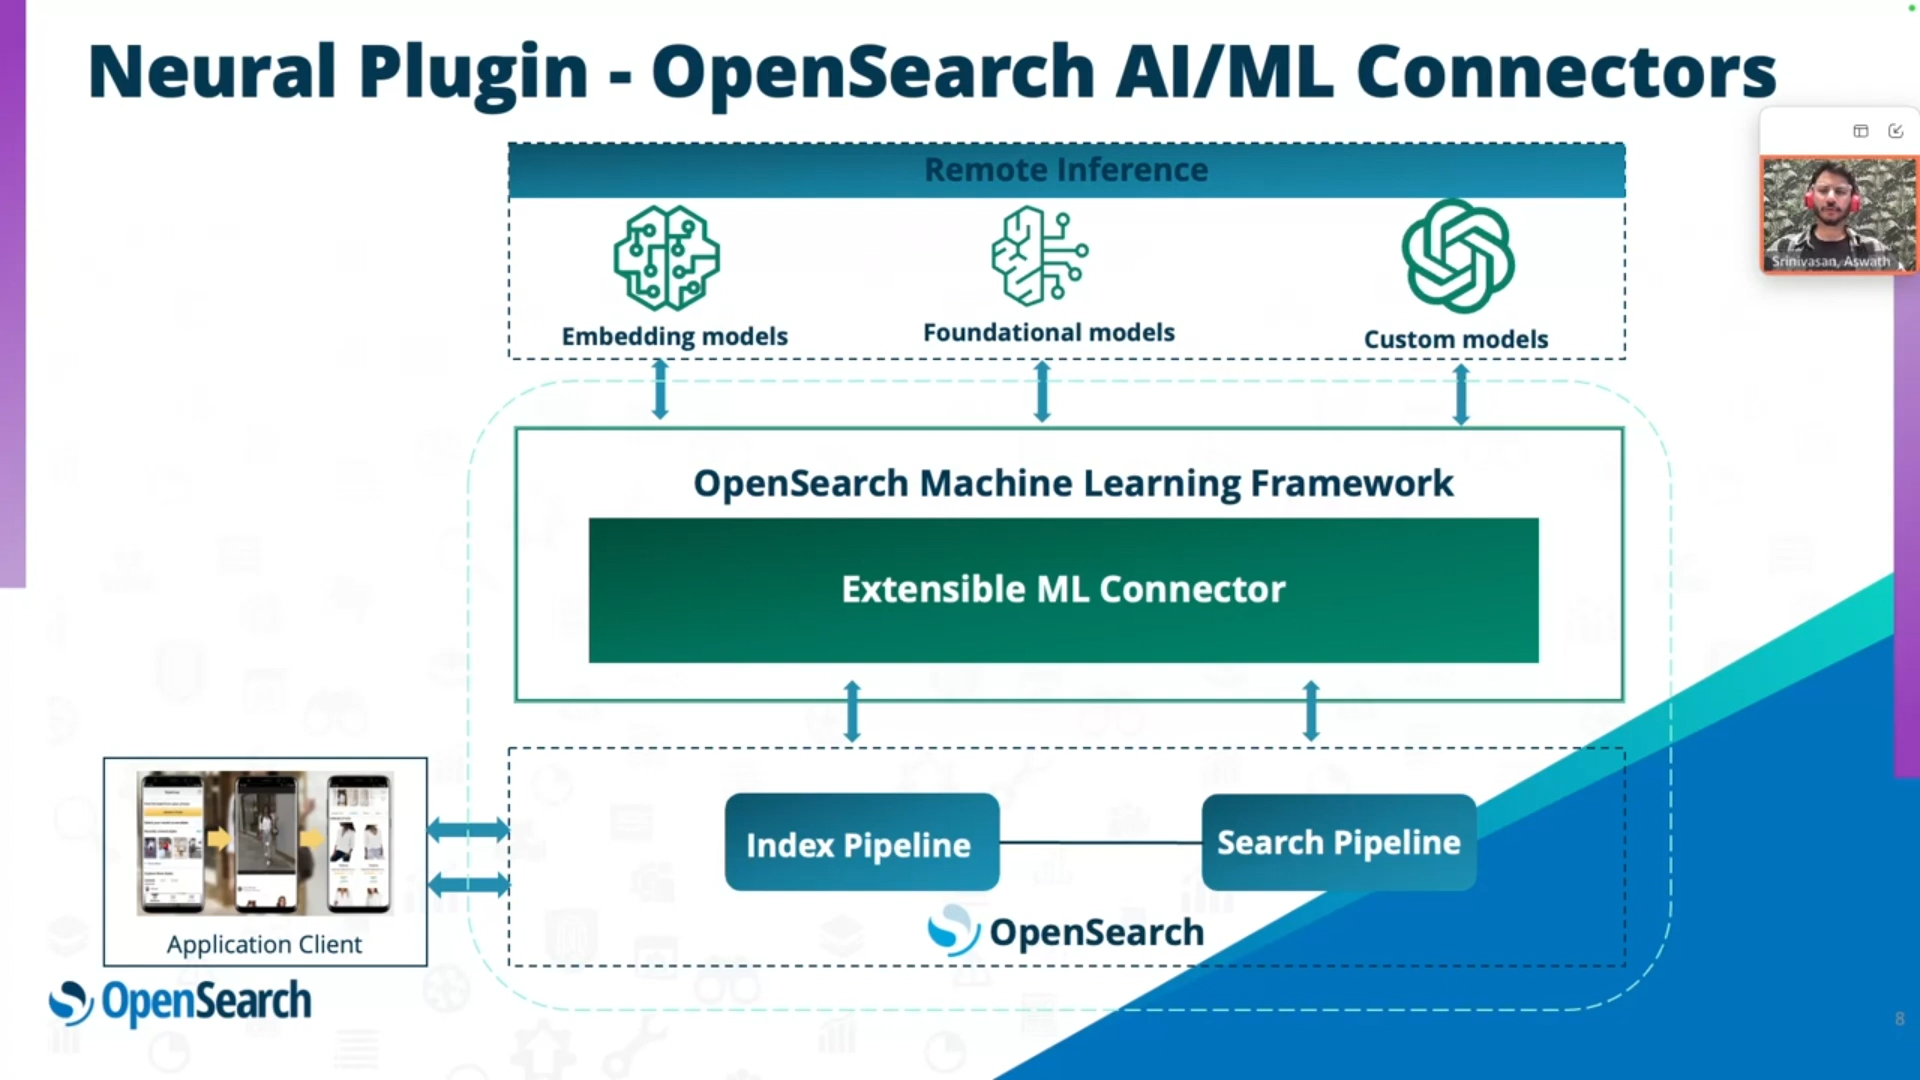 Neural Plugin - OpenSearch AI/ML Connectors
Remote Inference
Embedding models
Foundational models
Custom models
Srinivasan, Aswath
OpenSearch Machine Learning Framework
Extensible ML Connector
Index Pipeline
Search Pipeline
OpenSearch
Application Client
OpenSearch
8